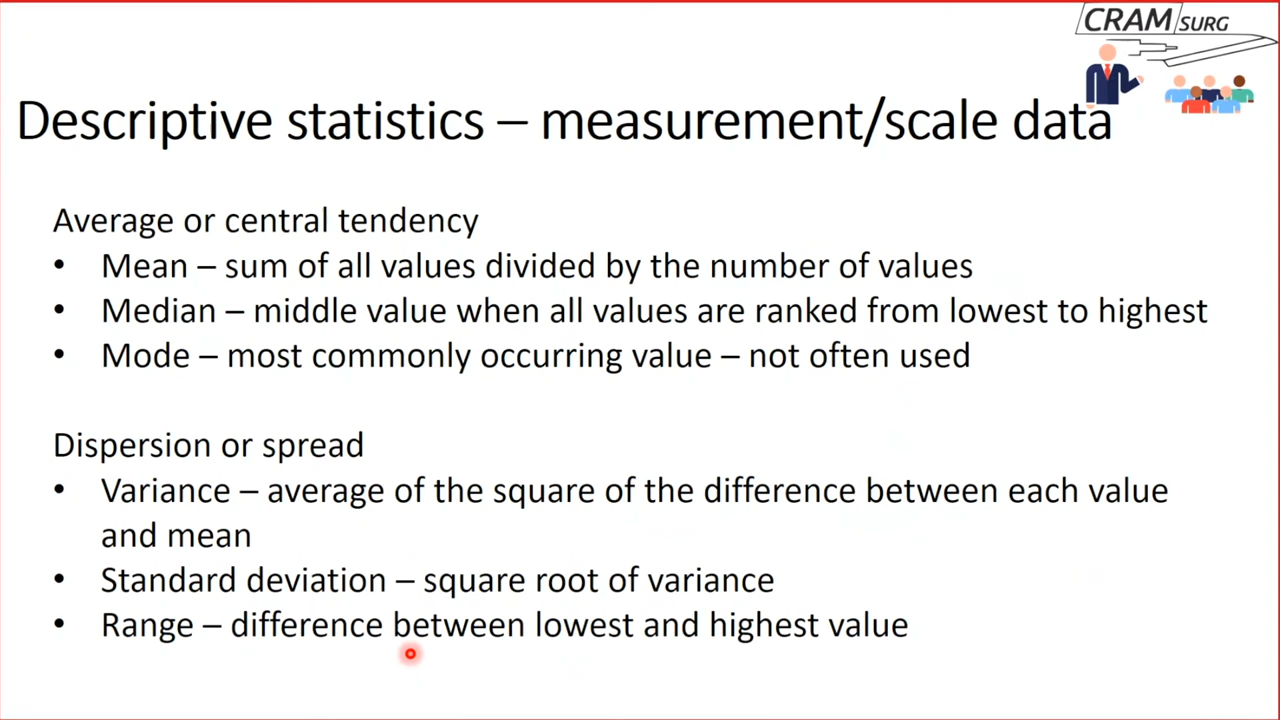 CRAM SURG
Descriptive statistics – measurement/scale data
Average or central tendency
• Mean – sum of all values divided by the number of values
• Median – middle value when all values are ranked from lowest to highest
• Mode – most commonly occurring value – not often used
Dispersion or spread
• Variance – average of the square of the difference between each value
and mean
• Standard deviation – square root of variance
• Range – difference between lowest and highest value